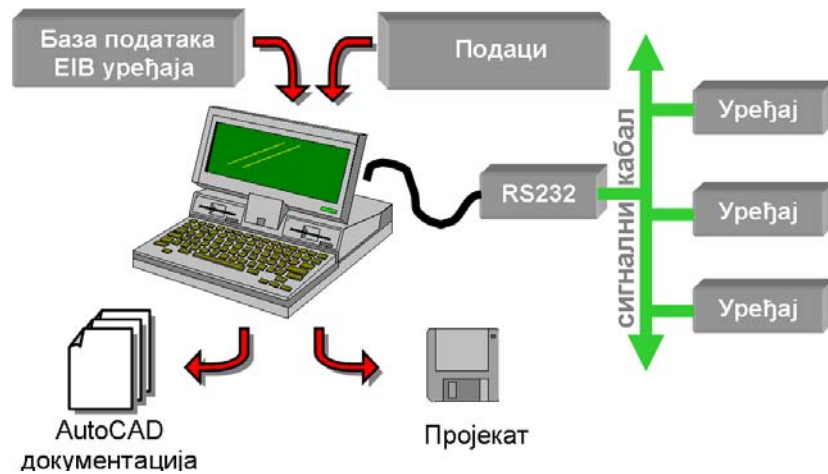 База података
EIB уређаја
Подаци
Уређај
RS232
сигнални кабал
Уређај
Уређај
AutoCAD
документација
Пројекат